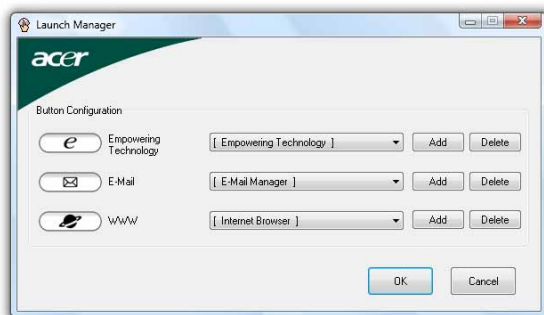 Launch Manager
acer
Button Configuration
e Empowering Technology [ Empowering Technology ] Add Delete
E-Mail [ E-Mail Manager ] Add Delete
WWW [ Internet Browser ] Add Delete
OK Cancel